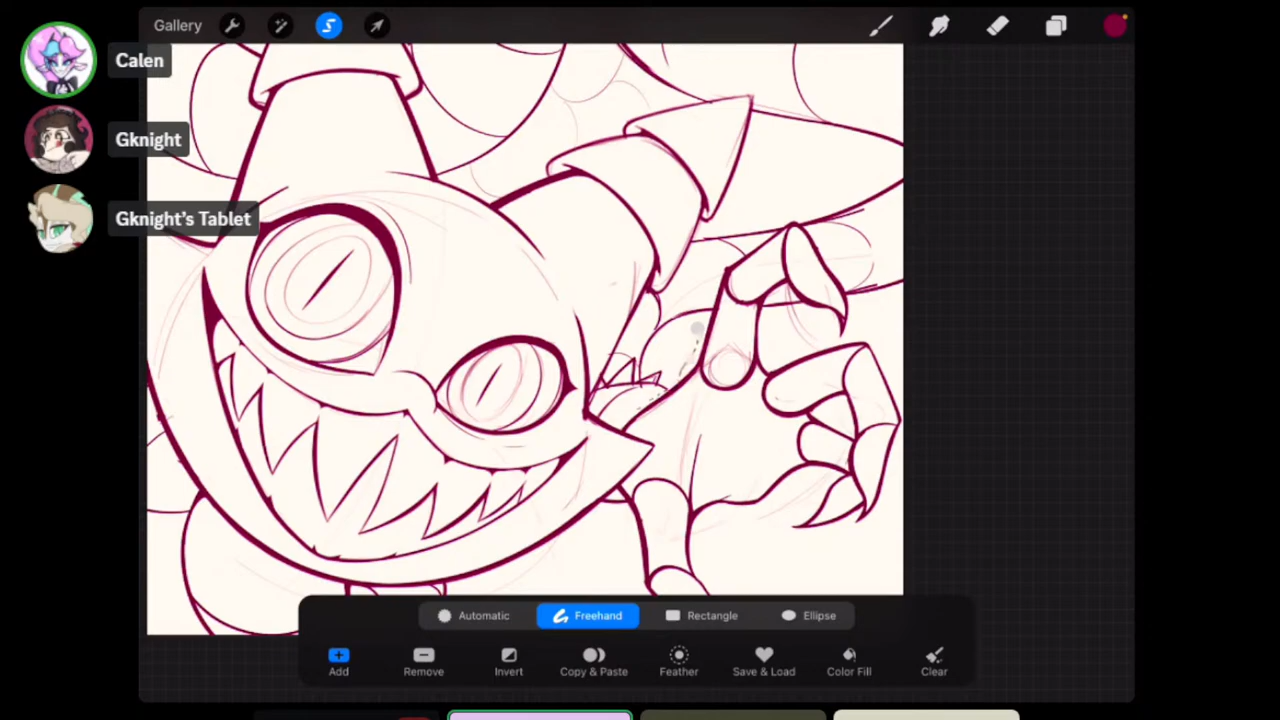 Gallery
Calen
Gknight
Gknight's Tablet
Automatic Freehand Rectangle Ellipse
Add Remove Invert Copy & Paste Feather Save & Load Color Fill Clear